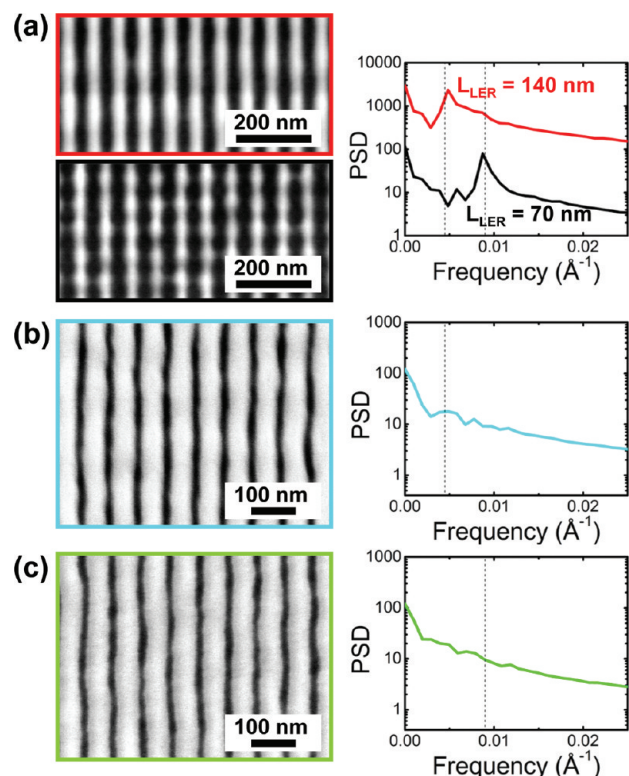 (a)
200 nm
200 nm
10000
1000
100
10
1
PSD
L_LER = 140 nm
L_LER = 70 nm
0.00
0.01
0.02
Frequency (Å⁻¹)
(b)
100 nm
1000
100
10
1
PSD
0.00
0.01
0.02
Frequency (Å⁻¹)
(c)
100 nm
1000
100
10
1
PSD
0.00
0.01
0.02
Frequency (Å⁻¹)